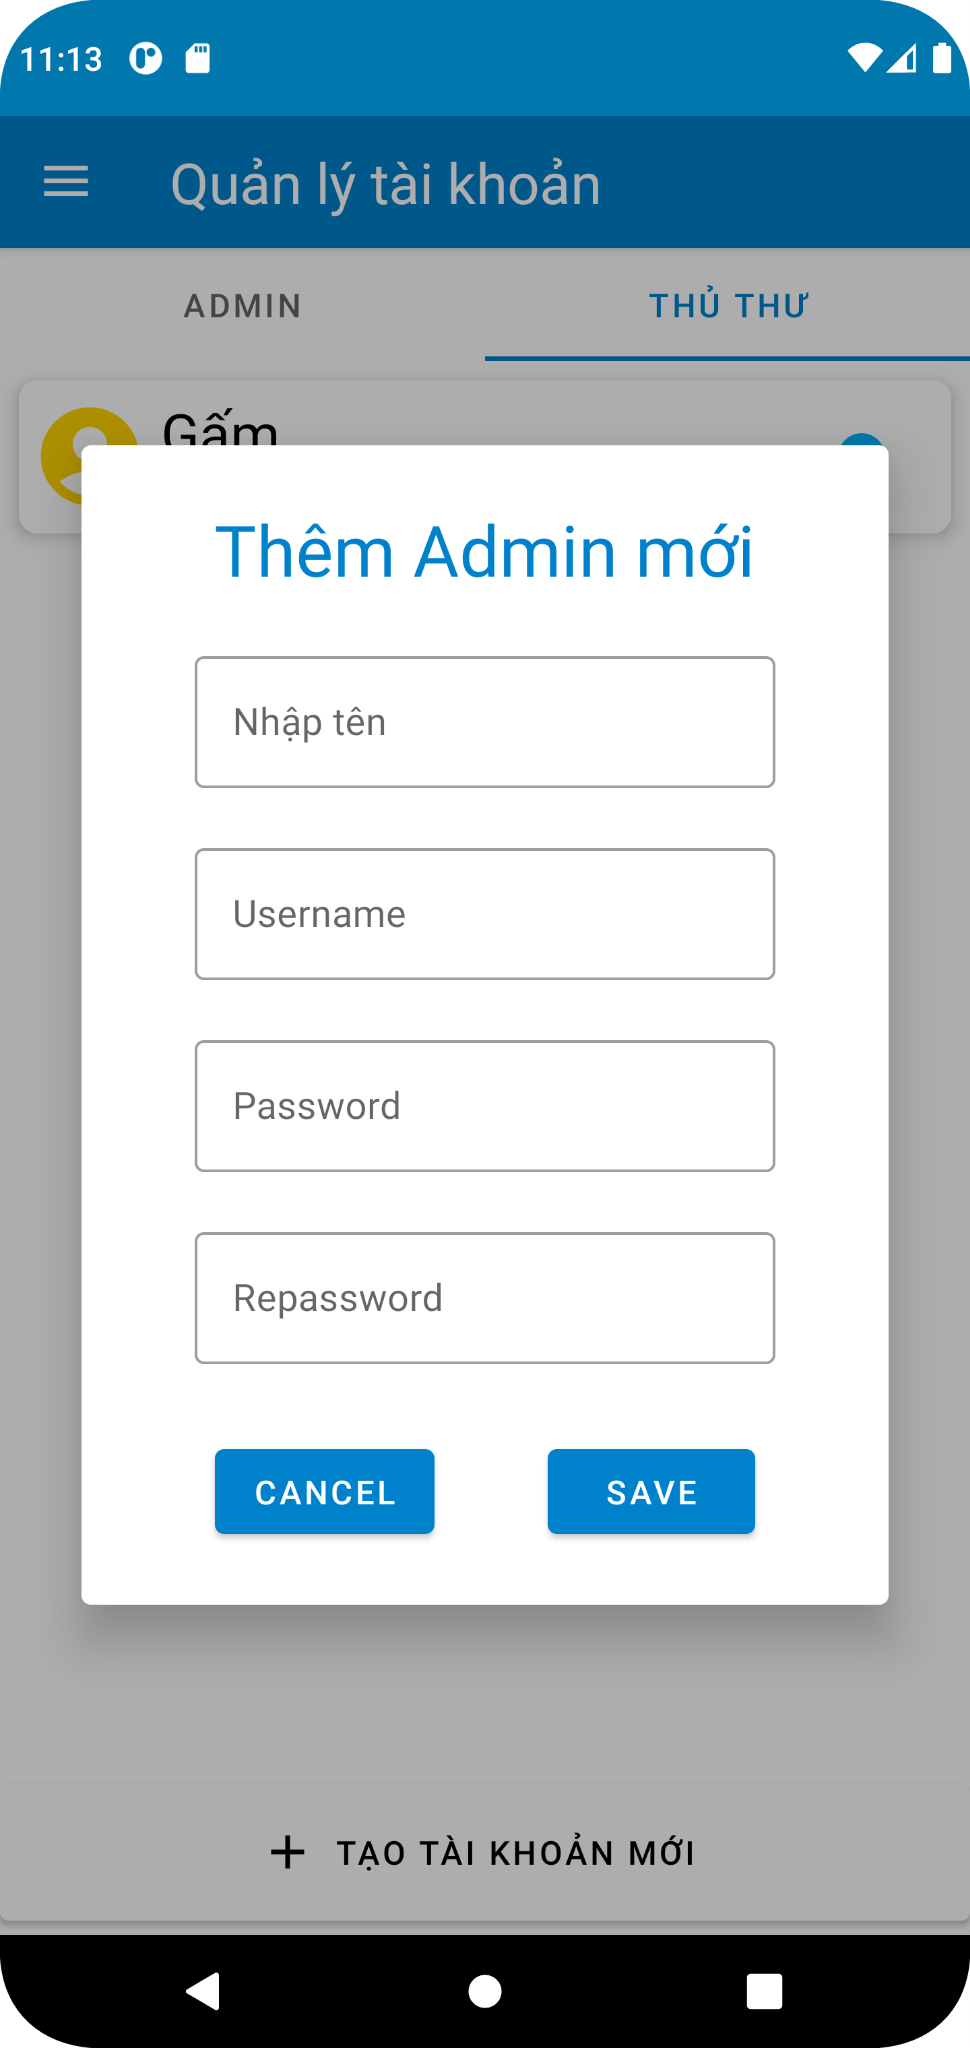 11:13
Quản lý tài khoản
ADMIN
THỦ THƯ
Gấm
Thêm Admin mới
Nhập tên
Username
Password
Repassword
CANCEL
SAVE
TẠO TÀI KHOẢN MỚI